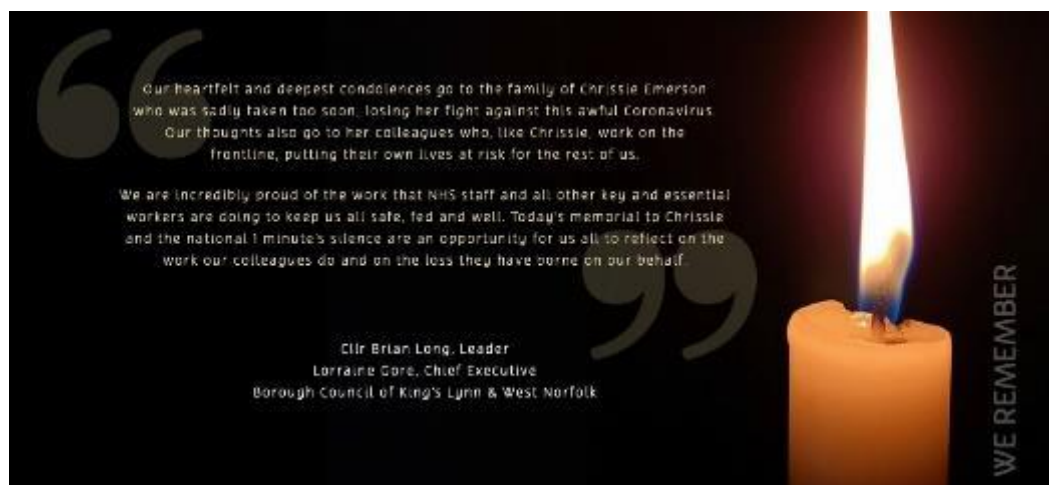 Our heartfelt and deepest condolences go to the family of Chrissie Emerson
who was sadly taken too soon, losing her fight against this awful Coronavirus.
Our thoughts also go to her colleagues who, like Chrissie, work on the
frontline, putting their own lives at risk for the rest of us.
We are incredibly proud of the work that NHS staff and all other key and essential
workers are doing to keep us all safe, fed and well. Today's memorial to Chrissie
and the national 1 minute's silence are an opportunity for us all to reflect on the
work our colleagues do and on the loss they have borne on our behalf.
Cllr Brian Long, Leader
Lorraine Gore, Chief Executive
Borough Council of King's Lynn & West Norfolk
WE REMEMBER